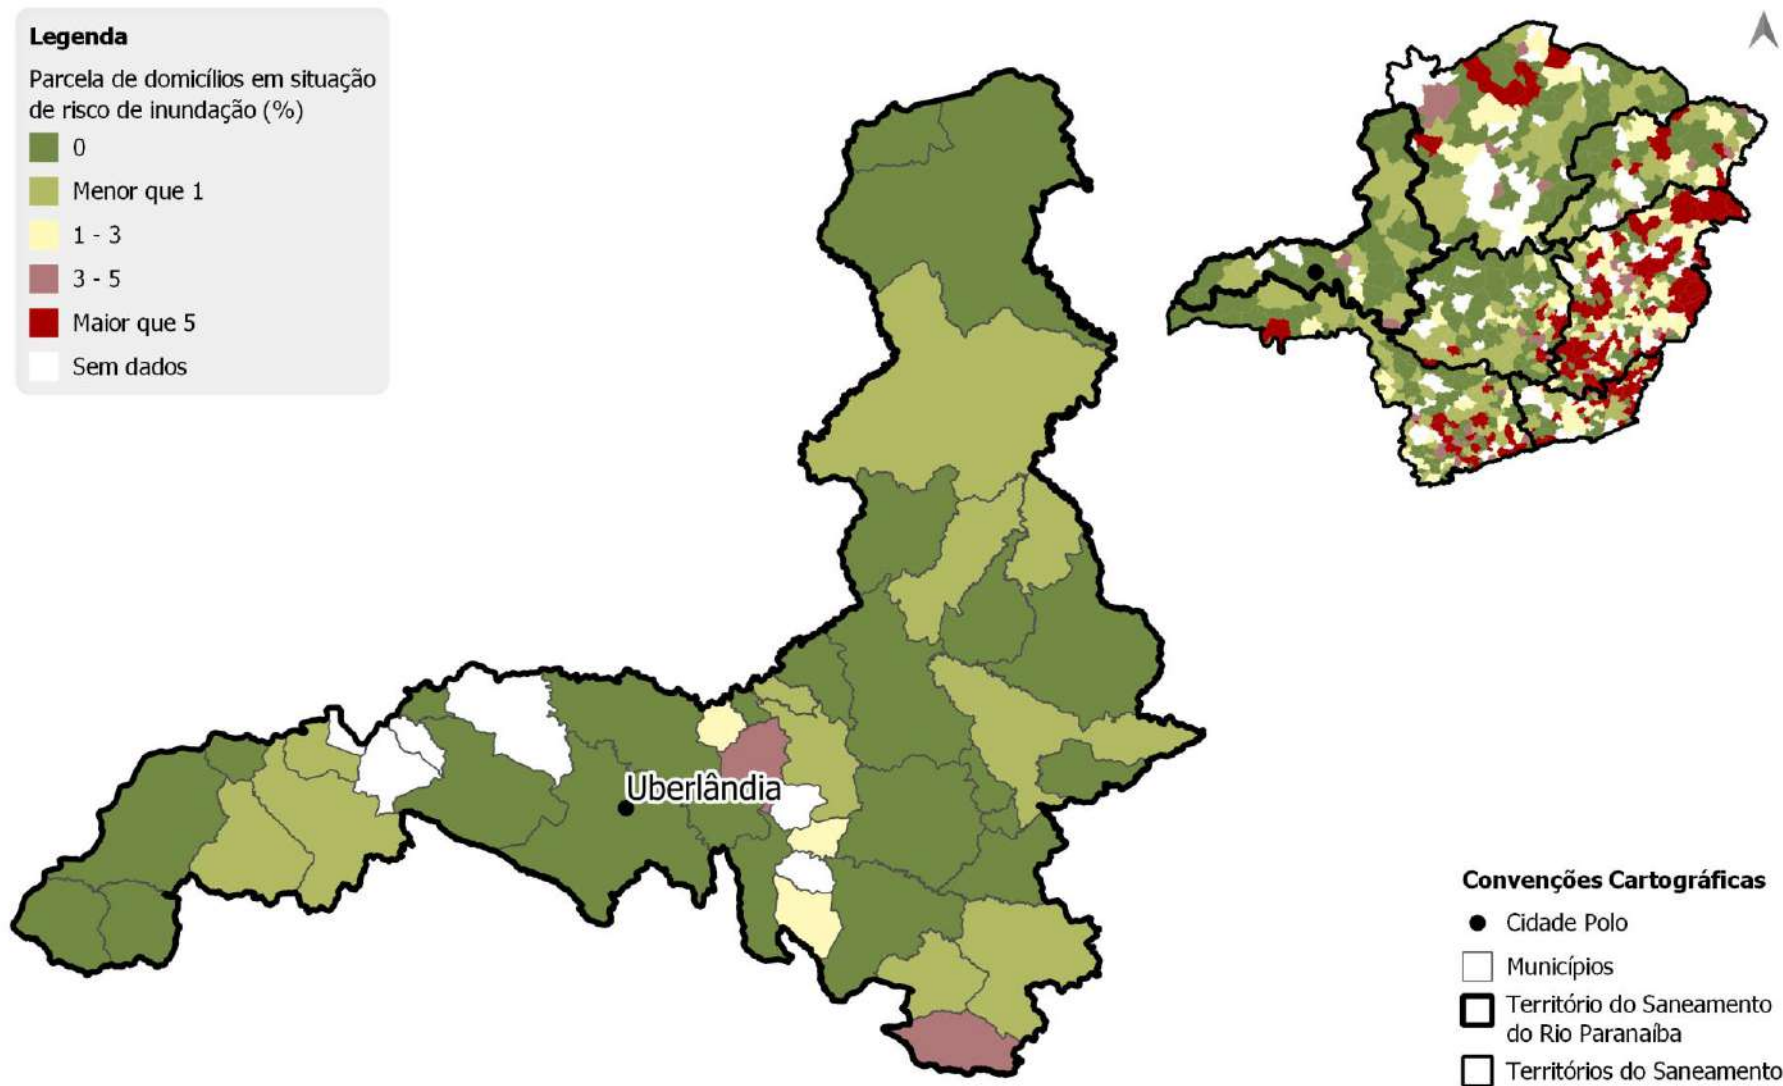 Legenda
Parcela de domicílios em situação
de risco de inundação (%)
0
Menor que 1
1 - 3
3 - 5
Maior que 5
Sem dados
Uberlândia
Convenções Cartográficas
Cidade Polo
Municípios
Território do Saneamento
do Rio Paranaíba
Territórios do Saneamento